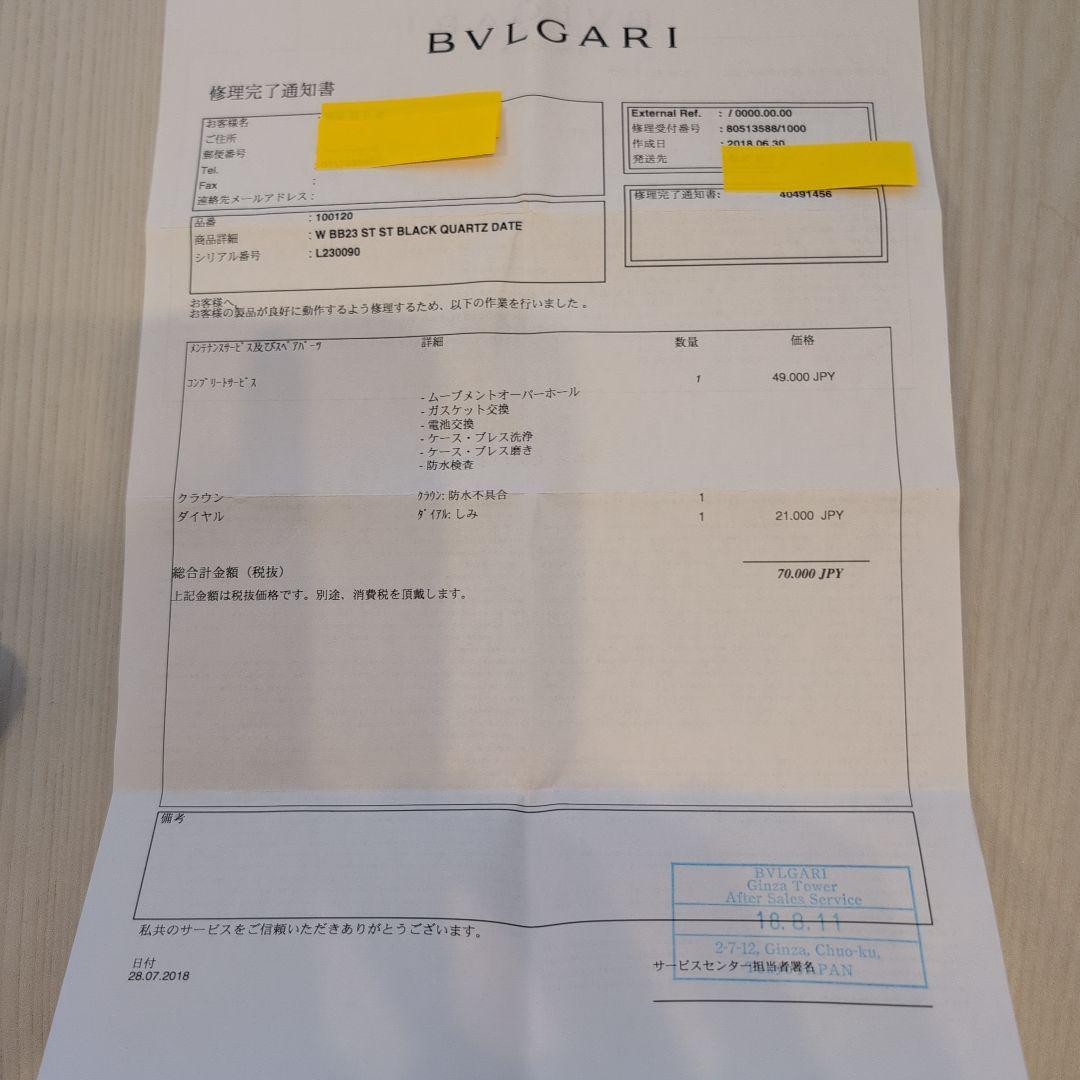 BVLGARI
修理完了通知書
お客様名
ご住所
郵便番号
Tel.
Fax :
連絡先メールアドレス :
External Ref. : / 0000.00.00
修理受付番号 : 80513588/1000
作成日 : 2018.06.30
発送先
修理完了通知書: 40491456
品番 : 100120
商品詳細 : W BB23 ST ST BLACK QUARTZ DATE
シリアル番号 : L230090
お客様へ、
お客様の製品が良好に動作するよう修理するため、以下の作業を行いました 。
ﾒﾝﾃﾅﾝｽｻｰﾋﾞｽ及びｽﾍﾟｱﾊﾟｰﾂ 詳細 数量 価格
ｺﾝﾌﾟﾘｰﾄｻｰﾋﾞｽ 1 49.000 JPY
- ムーブメントオーバーホール
- ガスケット交換
- 電池交換
- ケース・ブレス洗浄
- ケース・ブレス磨き
- 防水検査
クラウン ｸﾗｳﾝ: 防水不具合 1
ダイヤル ﾀﾞｲｱﾙ: しみ 1 21.000 JPY
総合計金額（税抜） 70.000 JPY
上記金額は税抜価格です。別途、消費税を頂戴します。
備考
BVLGARI
Ginza Tower
After Sales Service
18.8.11
2-7-12, Ginza, Chuo-ku,
JAPAN
私共のサービスをご信頼いただきありがとうございます。
日付
28.07.2018
サービスセンター担当者署名